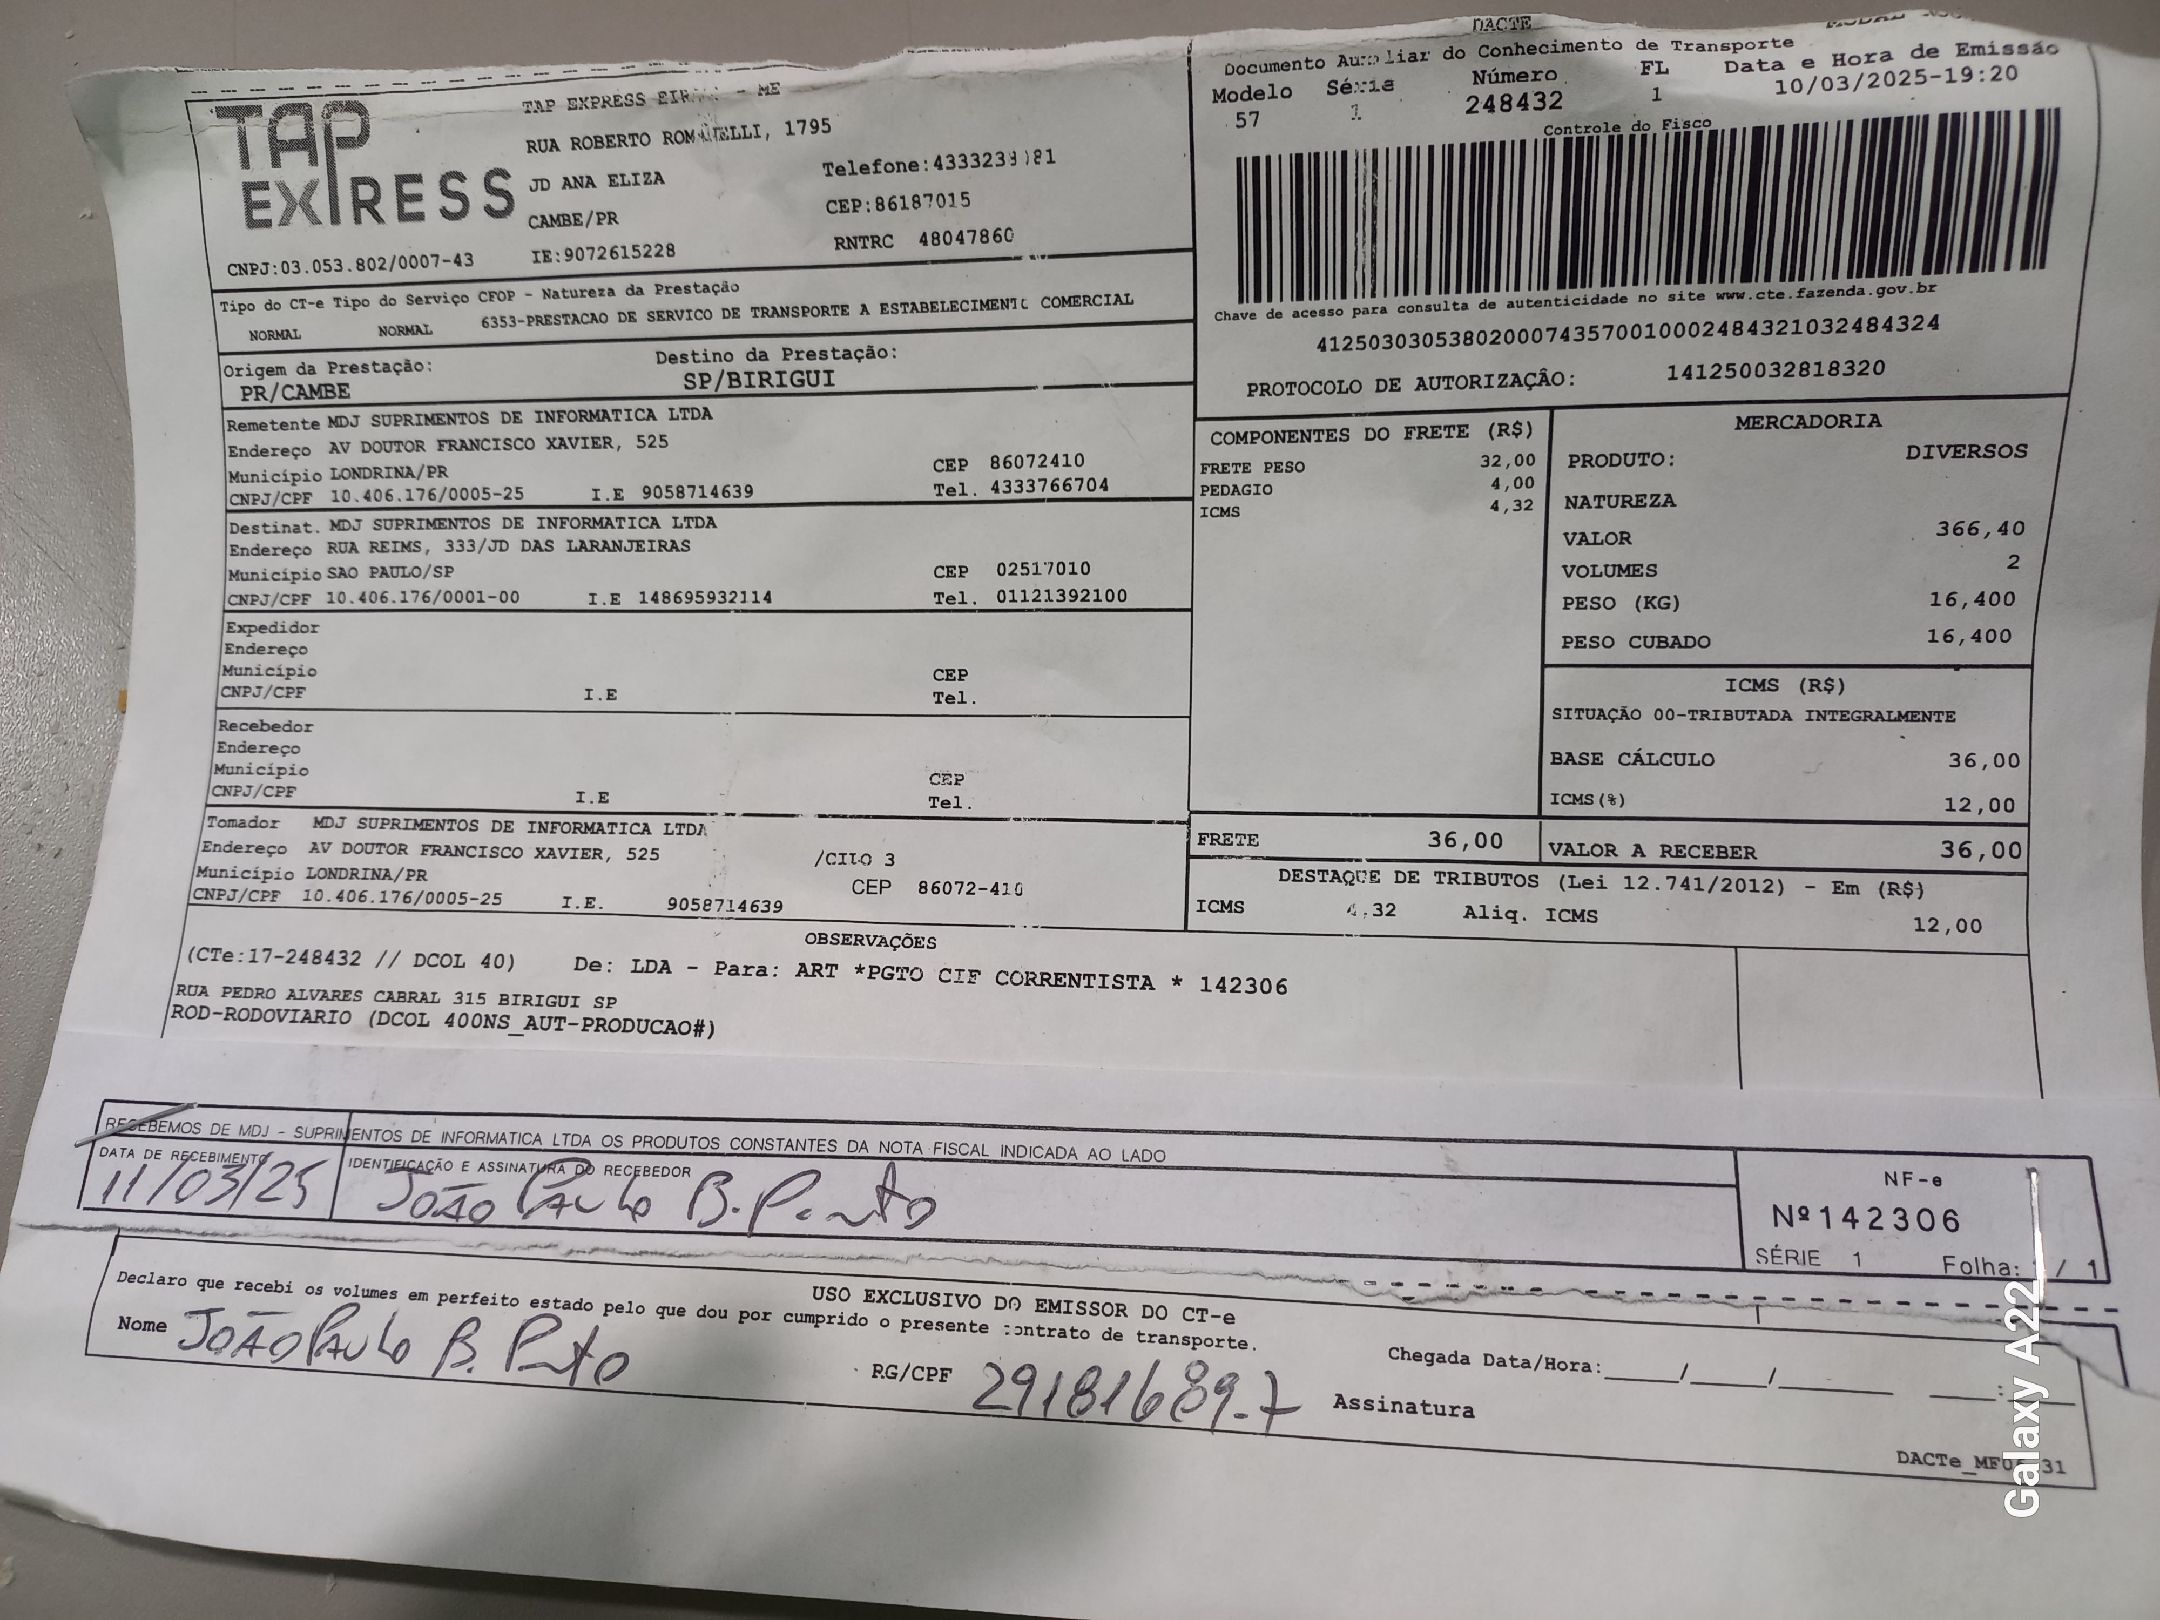 DACTE
Documento Auxiliar do Conhecimento de Transporte
Modelo Série Número FL Data e Hora de Emissão
57 1 248432 1 10/03/2025-19:20
Controle do Fisco
Chave de acesso para consulta de autenticidade no site www.cte.fazenda.gov.br
41250303053802000743570010002484321032484324
PROTOCOLO DE AUTORIZAÇÃO: 141250032818320
TAP EXPRESS
TAP EXPRESS - ME
RUA ROBERTO ROMANELLI, 1795
JD ANA ELIZA
CAMBE/PR
IE:9072615228
Telefone:
CEP:86187015
RNTRC 48047860
CNPJ:03.053.802/0007-43
Tipo do CT-e Tipo do Serviço CFOP - Natureza da Prestação
NORMAL NORMAL 6353-PRESTACAO DE SERVICO DE TRANSPORTE A ESTABELECIMENTO COMERCIAL
Origem da Prestação: Destino da Prestação:
PR/CAMBE SP/BIRIGUI
Remetente MDJ SUPRIMENTOS DE INFORMATICA LTDA
Endereço AV DOUTOR FRANCISCO XAVIER, 525
Município LONDRINA/PR CEP 86072410
CNPJ/CPF 10.406.176/0005-25 I.E 9058714639 Tel. 4333766704
Destinat. MDJ SUPRIMENTOS DE INFORMATICA LTDA
Endereço RUA REIMS, 333/JD DAS LARANJEIRAS
Município SAO PAULO/SP CEP 02517010
CNPJ/CPF 10.406.176/0001-00 I.E 148695932114 Tel. 01121392100
Expedidor
Endereço
Município CEP
CNPJ/CPF I.E Tel.
Recebedor
Endereço
Município CEP
CNPJ/CPF I.E Tel.
Tomador MDJ SUPRIMENTOS DE INFORMATICA LTDA
Endereço AV DOUTOR FRANCISCO XAVIER, 525 3
Município LONDRINA/PR CEP 86072-410
CNPJ/CPF 10.406.176/0005-25 I.E. 9058714639
COMPONENTES DO FRETE (R$)
FRETE PESO 32,00
PEDAGIO 4,00
ICMS 4,32
FRETE 36,00
MERCADORIA
PRODUTO: DIVERSOS
NATUREZA
VALOR 366,40
VOLUMES 2
PESO (KG) 16,400
PESO CUBADO 16,400
ICMS (R$)
SITUAÇÃO 00-TRIBUTADA INTEGRALMENTE
BASE CÁLCULO 36,00
ICMS(%) 12,00
VALOR A RECEBER 36,00
DESTAQUE DE TRIBUTOS (Lei 12.741/2012) - Em (R$)
ICMS 4,32 Aliq. ICMS 12,00
OBSERVAÇÕES
(CTe:17-248432 // DCOL 40) De: LDA - Para: ART *PGTO CIF CORRENTISTA * 142306
RUA PEDRO ALVARES CABRAL 315 BIRIGUI SP
ROD-RODOVIARIO (DCOL 400NS_AUT-PRODUCAO#)
RECEBEMOS DE MDJ - SUPRIMENTOS DE INFORMATICA LTDA OS PRODUTOS CONSTANTES DA NOTA FISCAL INDICADA AO LADO
DATA DE RECEBIMENTO IDENTIFICAÇÃO E ASSINATURA DO RECEBEDOR
11/03/25 JOÃO PAULO B. Pinto
NF-e
Nº142306
SÉRIE 1 Folha: / 1
USO EXCLUSIVO DO EMISSOR DO CT-e
Declaro que recebi os volumes em perfeito estado pelo que dou por cumprido o presente contrato de transporte.
Nome JOÃO PAULO B. Pinto
RG/CPF 29181689-7 Assinatura
Chegada Data/Hora:____/____/______ ____:____
Galaxy A22